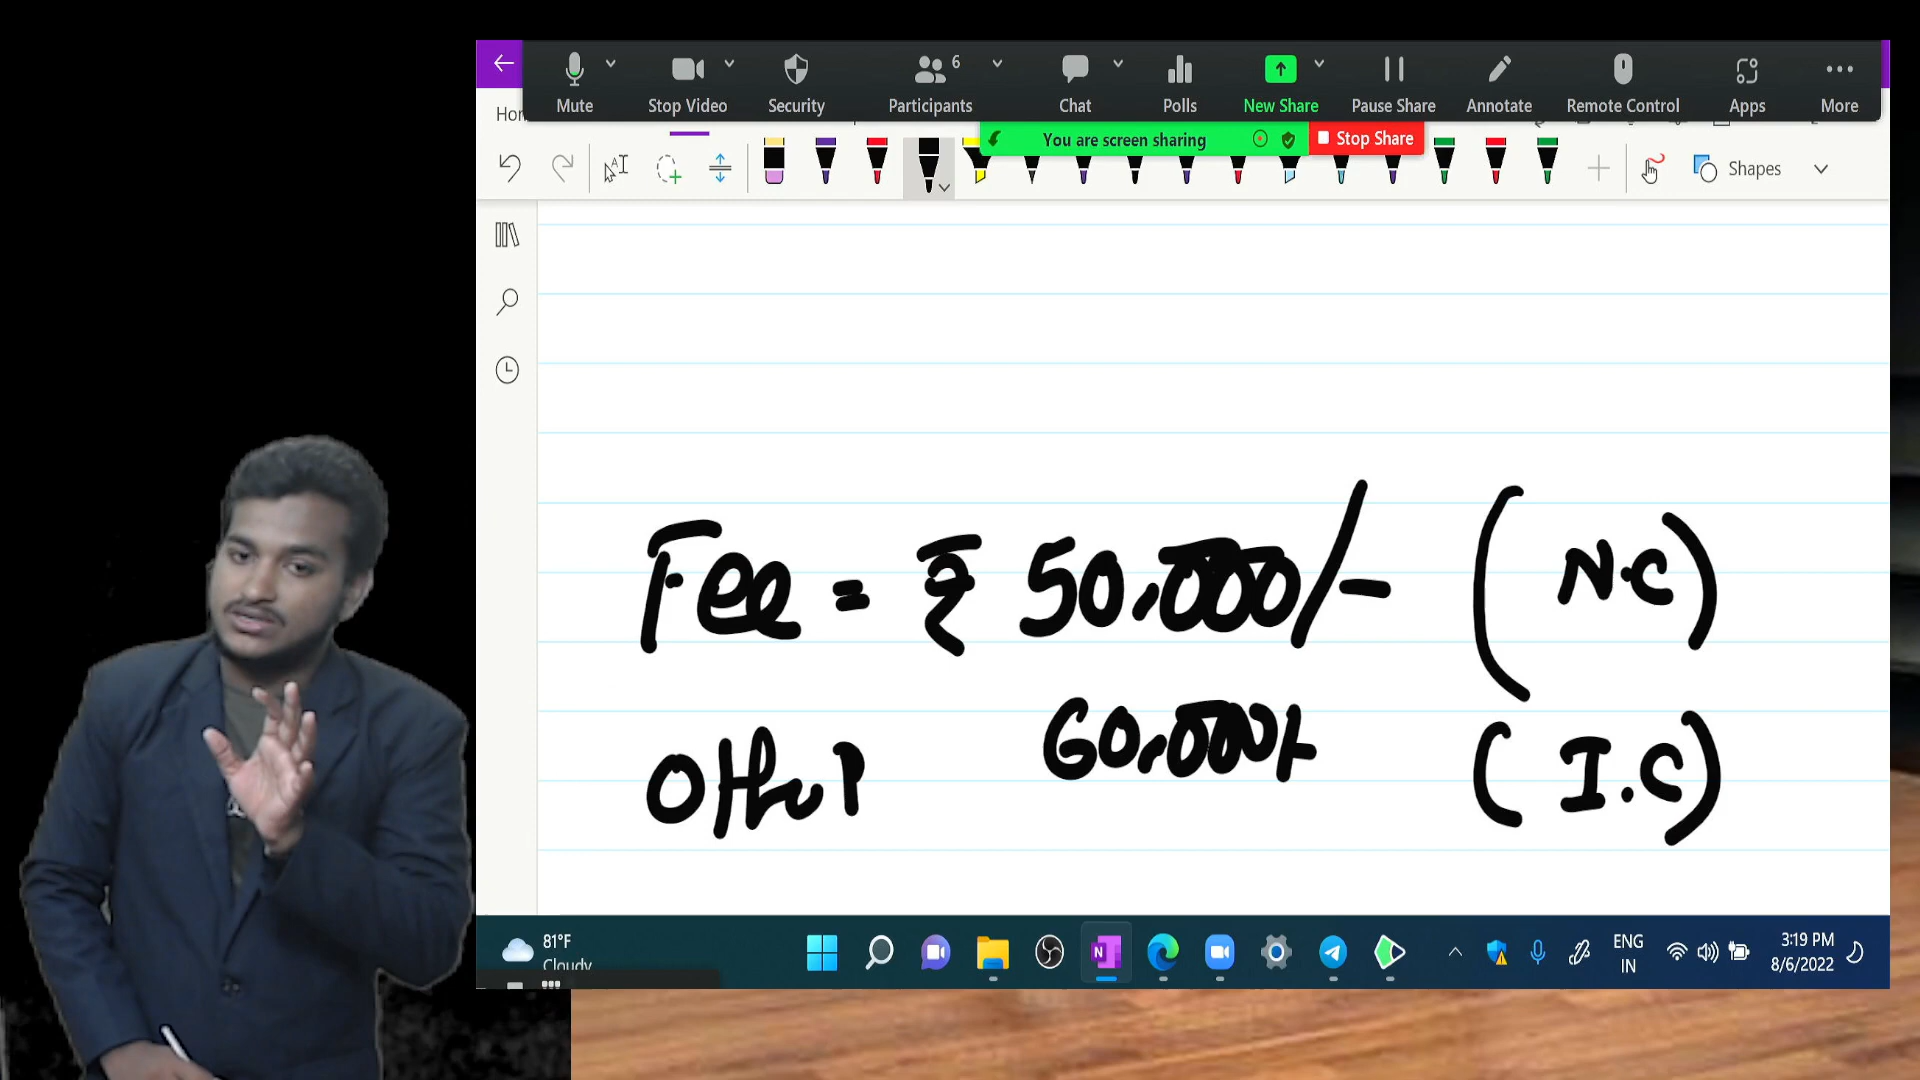 6
Mute Stop Video Security Participants Chat Polls New Share Pause Share Annotate Remote Control Apps More
You are screen sharing Stop Share
Shapes
Fee = ₹ 50,000/- (N.C)
Other 60,000/- (I.C)
81°F
Cloudy
ENG
IN
3:19 PM
8/6/2022